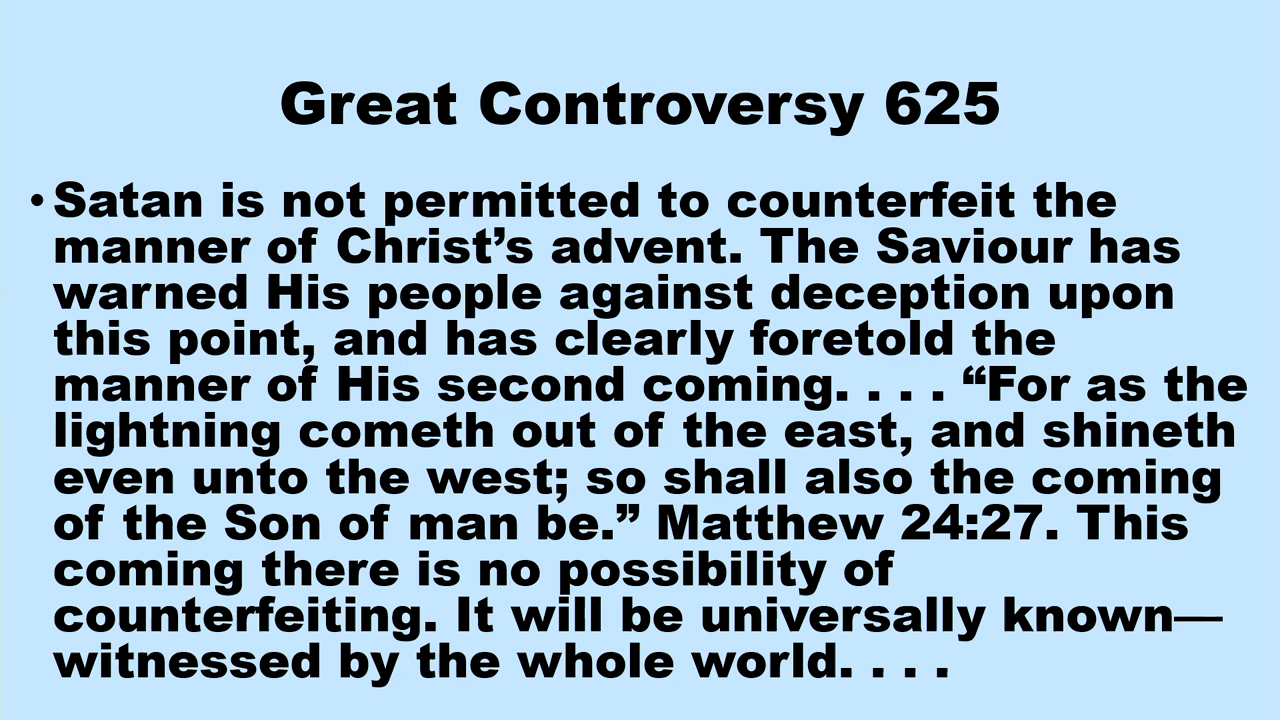 Great Controversy 625
• Satan is not permitted to counterfeit the
manner of Christ’s advent. The Saviour has
warned His people against deception upon
this point, and has clearly foretold the
manner of His second coming. . . . “For as the
lightning cometh out of the east, and shineth
even unto the west; so shall also the coming
of the Son of man be.” Matthew 24:27. This
coming there is no possibility of
counterfeiting. It will be universally known—
witnessed by the whole world. . . .